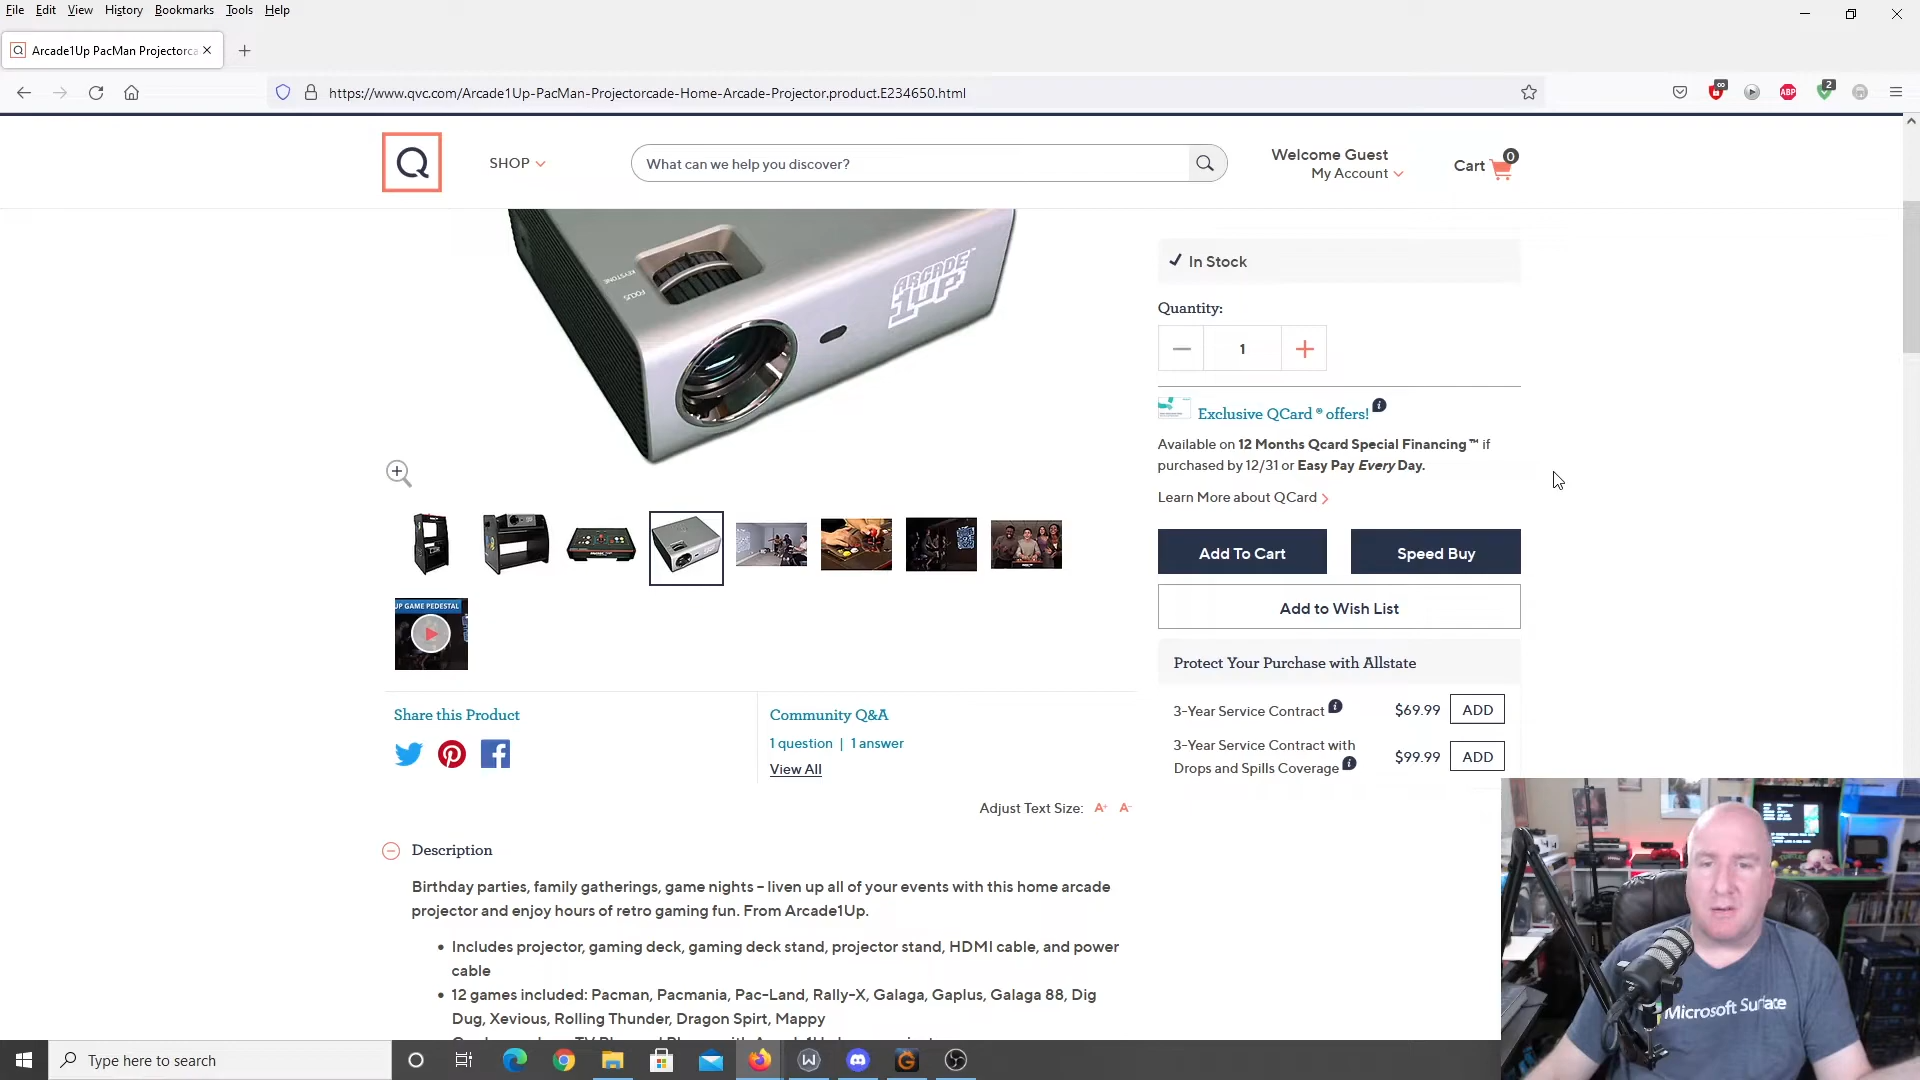 File Edit View History Bookmarks Tools Help
Arcade1Up PacMan Projectorca
https://www.qvc.com/Arcade1Up-PacMan-Projectorcade-Home-Arcade-Projector.product.E234650.html
∞
ABP
2
Q
SHOP
What can we help you discover?
Welcome Guest
My Account
Cart
0
KEYSTONE
FOCUS
ARCADE
1UP
In Stock
Quantity:
1
Exclusive QCard ® offers!
Available on 12 Months Qcard Special Financing™ if
purchased by 12/31 or Easy Pay Every Day.
Learn More about QCard
Add To Cart
Speed Buy
Add to Wish List
UP GAME PEDESTAL
Protect Your Purchase with Allstate
3-Year Service Contract
$69.99
ADD
3-Year Service Contract with
Drops and Spills Coverage
$99.99
ADD
Share this Product
Community Q&A
1 question | 1 answer
View All
Adjust Text Size: A+ A-
Description
Birthday parties, family gatherings, game nights – liven up all of your events with this home arcade
projector and enjoy hours of retro gaming fun. From Arcade1Up.
• Includes projector, gaming deck, gaming deck stand, projector stand, HDMI cable, and power
cable
• 12 games included: Pacman, Pacmania, Pac-Land, Rally-X, Galaga, Gaplus, Galaga 88, Dig
Dug, Xevious, Rolling Thunder, Dragon Spirt, Mappy
Microsoft Surface
Type here to search